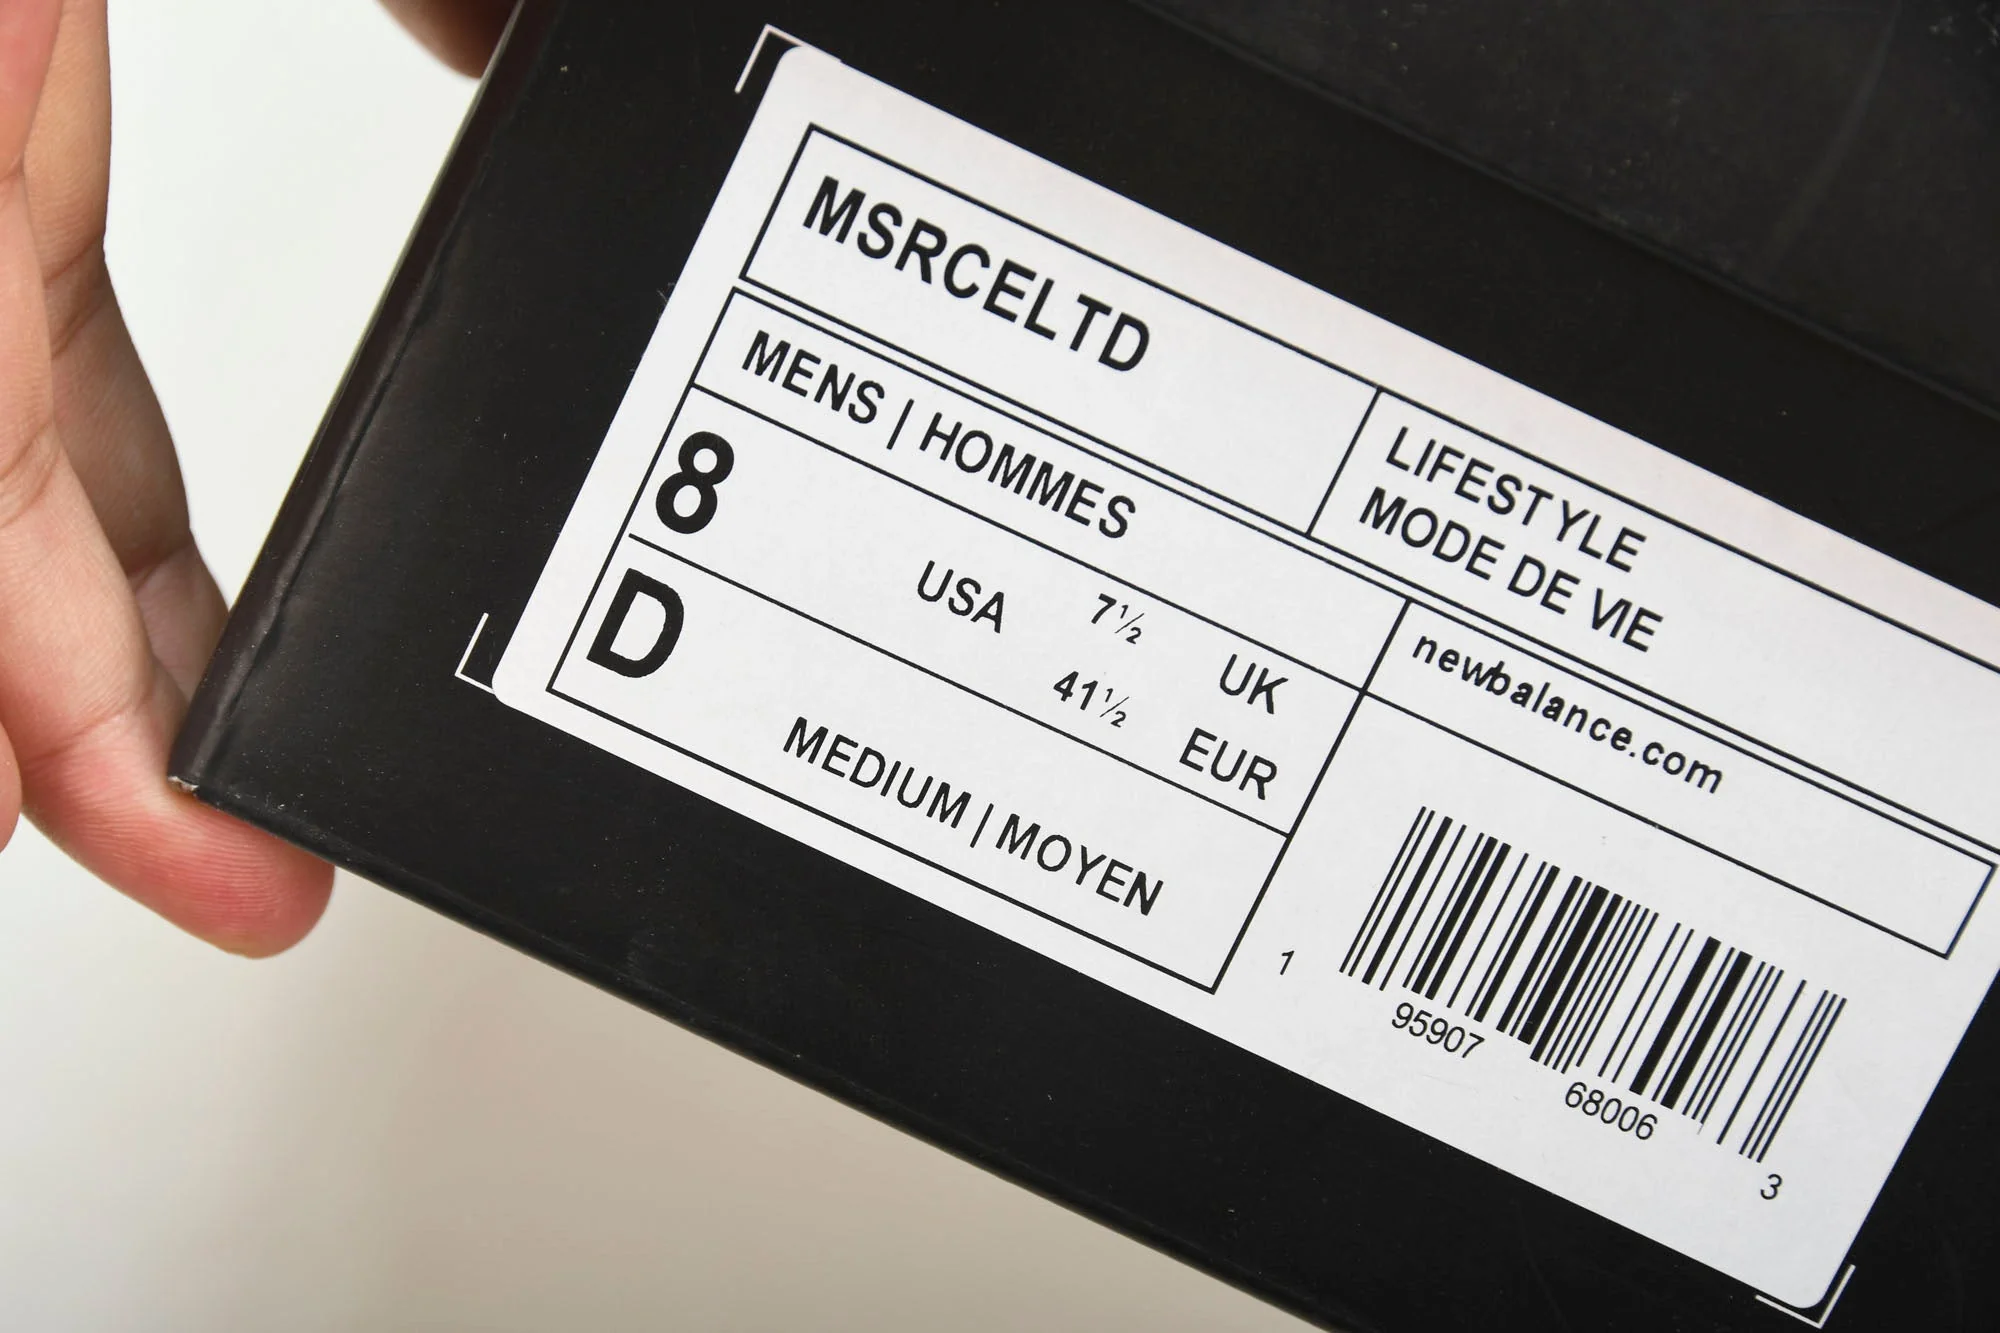 MSRCELTD
LIFESTYLE
MODE DE VIE
MENS | HOMMES
newbalance.com
8
USA 7½ UK
41½ EUR
D
MEDIUM | MOYEN
1 95907 68006 3